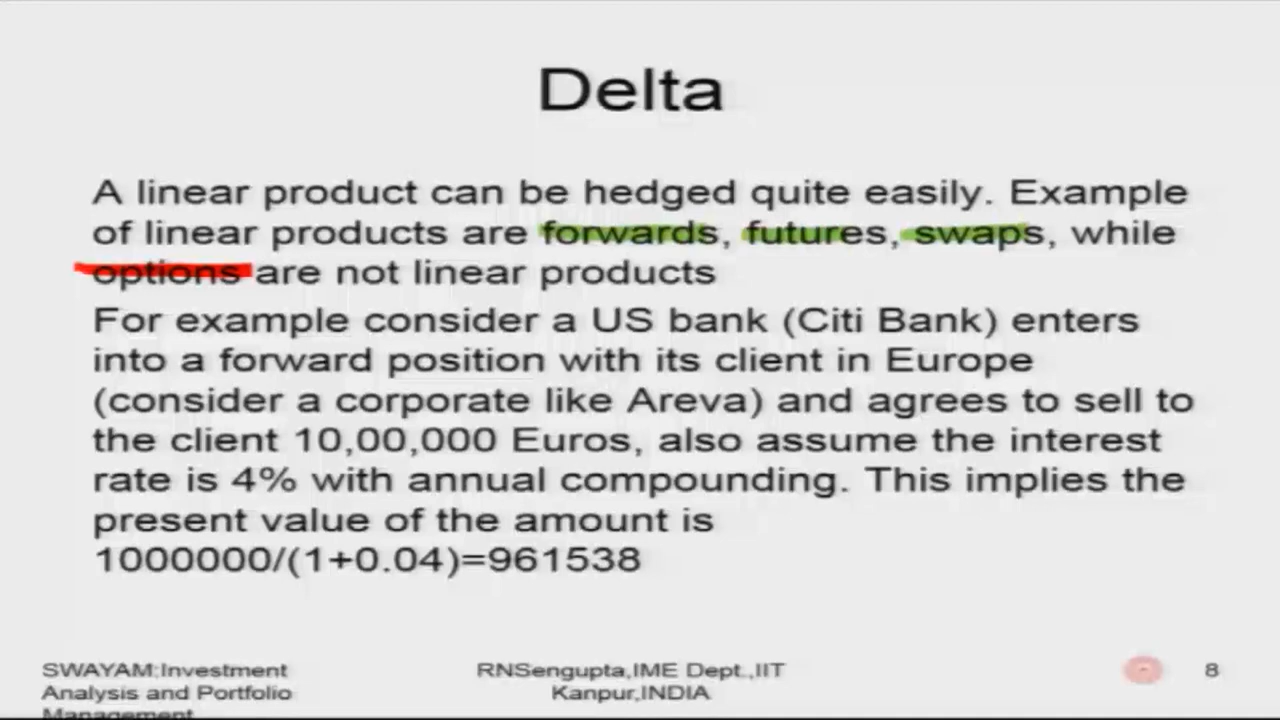 Delta
A linear product can be hedged quite easily. Example
of linear products are forwards, futures, swaps, while
options are not linear products
For example consider a US bank (Citi Bank) enters
into a forward position with its client in Europe
(consider a corporate like Areva) and agrees to sell to
the client 10,00,000 Euros, also assume the interest
rate is 4% with annual compounding. This implies the
present value of the amount is
1000000/(1+0.04)=961538
SWAYAM:Investment
Analysis and Portfolio
Management
RNSengupta,IME Dept.,IIT
Kanpur,INDIA
8